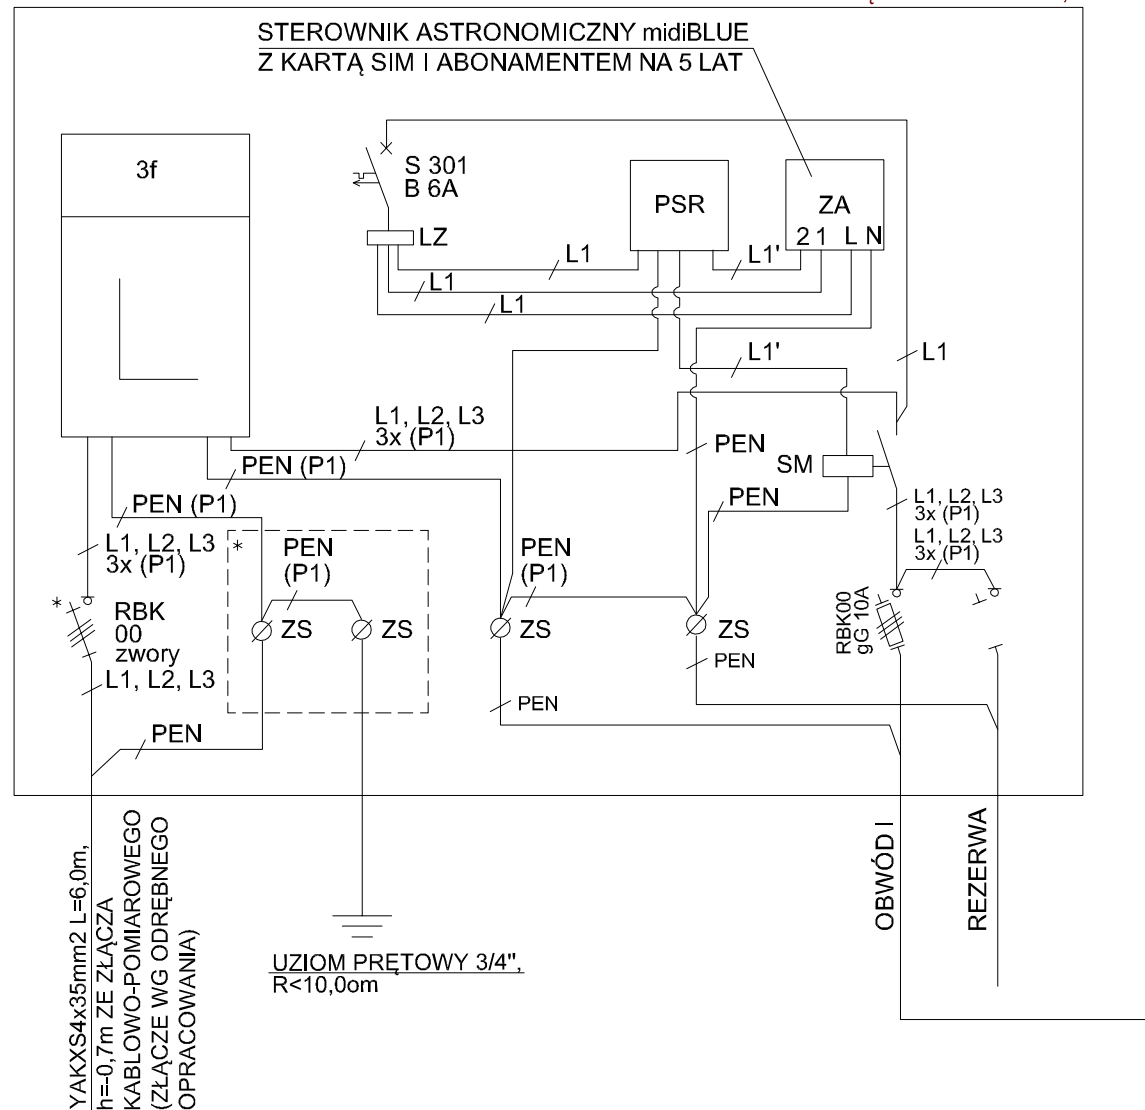 STEROWNIK ASTRONOMICZNY midiBLUE
Z KARTĄ SIM I ABONAMENTEM NA 5 LAT
3f
S 301
B 6A
LZ
PSR
ZA
2 1 L N
L1
L1'
L1
L1
L1'
L1
L1, L2, L3
3x (P1)
PEN (P1)
PEN
SM
PEN (P1)
PEN
L1, L2, L3
3x (P1)
L1, L2, L3
3x (P1)
L1, L2, L3
3x (P1)
*
PEN
(P1)
PEN
(P1)
*
RBK
00
zwory
ZS
ZS
ZS
ZS
RBK00
gG 10A
L1, L2, L3
PEN
PEN
PEN
YAKXS4x35mm2 L=6,0m,
h=-0,7m ZE ZŁĄCZA
KABLOWO-POMIAROWEGO
(ZŁĄCZE WG ODRĘBNEGO
OPRACOWANIA)
UZIOM PRĘTOWY 3/4",
R<10,0om
OBWÓD I
REZERWA